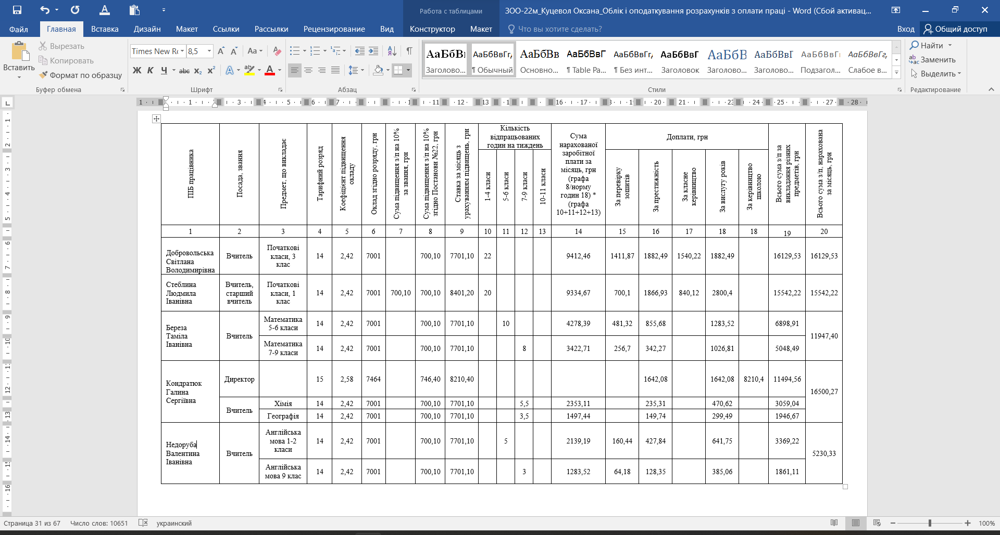 Работа с таблицами
ЗОО-22м_Куцевол Оксана_Облік і оподаткування розрахунків з оплати праці - Word (Сбой активац...
Файл Главная Вставка Дизайн Макет Ссылки Рассылки Рецензирование Вид Конструктор Макет Что вы хотите сделать? Вход Общий доступ
Вставить
Вырезать
Копировать
Формат по образцу
Буфер обмена
Times New Rc 8,5
Ж К Ч abc x₂ x²
Шрифт
Абзац
АаБбВ АаБбВвГг, АаБбВв АаБбВвГ АаБбВвГг, АаБбВвГ АаБбВ АаБбВвГ АаБбВвГг АаБбВвГг,
Заголово... ¶ Обычный Основно... ¶ Table Pa... ¶ Без инт... Заголовок Заголово... Заголово... Подзагол... Слабое в...
Стили
Найти
Заменить
Выделить
Редактирование
ПІБ працівника
Посада, звання
Предмет, що викладає
Тарифний розряд
Коефіцієнт підвищення
окладу
Оклад згідно розряду, грн
Сума підвищення з/п на 10%
за звання, грн
Сума підвищення з/п на 10%
згідно Постанови №22, грн
Ставка за місяць з
урахуванням підвищень, грн
Кількість
відпрацьованих
годин на тиждень
1-4 класи
5-6 класи
7-9 класи
10-11 класи
Сума
нарахованої
заробітної
плати за
місяць, грн
(графа
8/норму
годин 18) *
(графа
10+11+12+13)
Доплати, грн
За перевірку
зошитів
За престижність
За класне
керівництво
За вислугу років
За керівництво
школою
Всього сума з/п за
викладання різних
предметів, грн
Всього сума з/п, нарахована
за місяць, грн
1 2 3 4 5 6 7 8 9 10 11 12 13 14 15 16 17 18 18 19 20
Добровольська
Світлана
Володимирівна
Вчитель
Початкові
класи, 3
клас
14 2,42 7001 700,10 7701,10 22 9412,46 1411,87 1882,49 1540,22 1882,49 16129,53 16129,53
Стеблина
Людмила
Іванівна
Вчитель,
старший
вчитель
Початкові
класи, 1
клас
14 2,42 7001 700,10 700,10 8401,20 20 9334,67 700,1 1866,93 840,12 2800,4 15542,22 15542,22
Береза
Таміла
Іванівна
Вчитель
Математика
5-6 класи
14 2,42 7001 700,10 7701,10 10 4278,39 481,32 855,68 1283,52 6898,91
11947,40
Математика
7-9 класи
14 2,42 7001 700,10 7701,10 8 3422,71 256,7 342,27 1026,81 5048,49
Кондратюк
Галина
Сергіївна
Директор 15 2,58 7464 746,40 8210,40 1642,08 1642,08 8210,4 11494,56
16500,27
Вчитель
Хімія 14 2,42 7001 700,10 7701,10 5,5 2353,11 235,31 470,62 3059,04
Географія 14 2,42 7001 700,10 7701,10 3,5 1497,44 149,74 299,49 1946,67
Недоруба
Валентина
Іванівна
Вчитель
Англійська
мова 1-2
класи
14 2,42 7001 700,10 7701,10 5 2139,19 160,44 427,84 641,75 3369,22
5230,33
Англійська
мова 9 клас
14 2,42 7001 700,10 7701,10 3 1283,52 64,18 128,35 385,06 1861,11
Страница 31 из 67 Число слов: 10651 украинский 100%